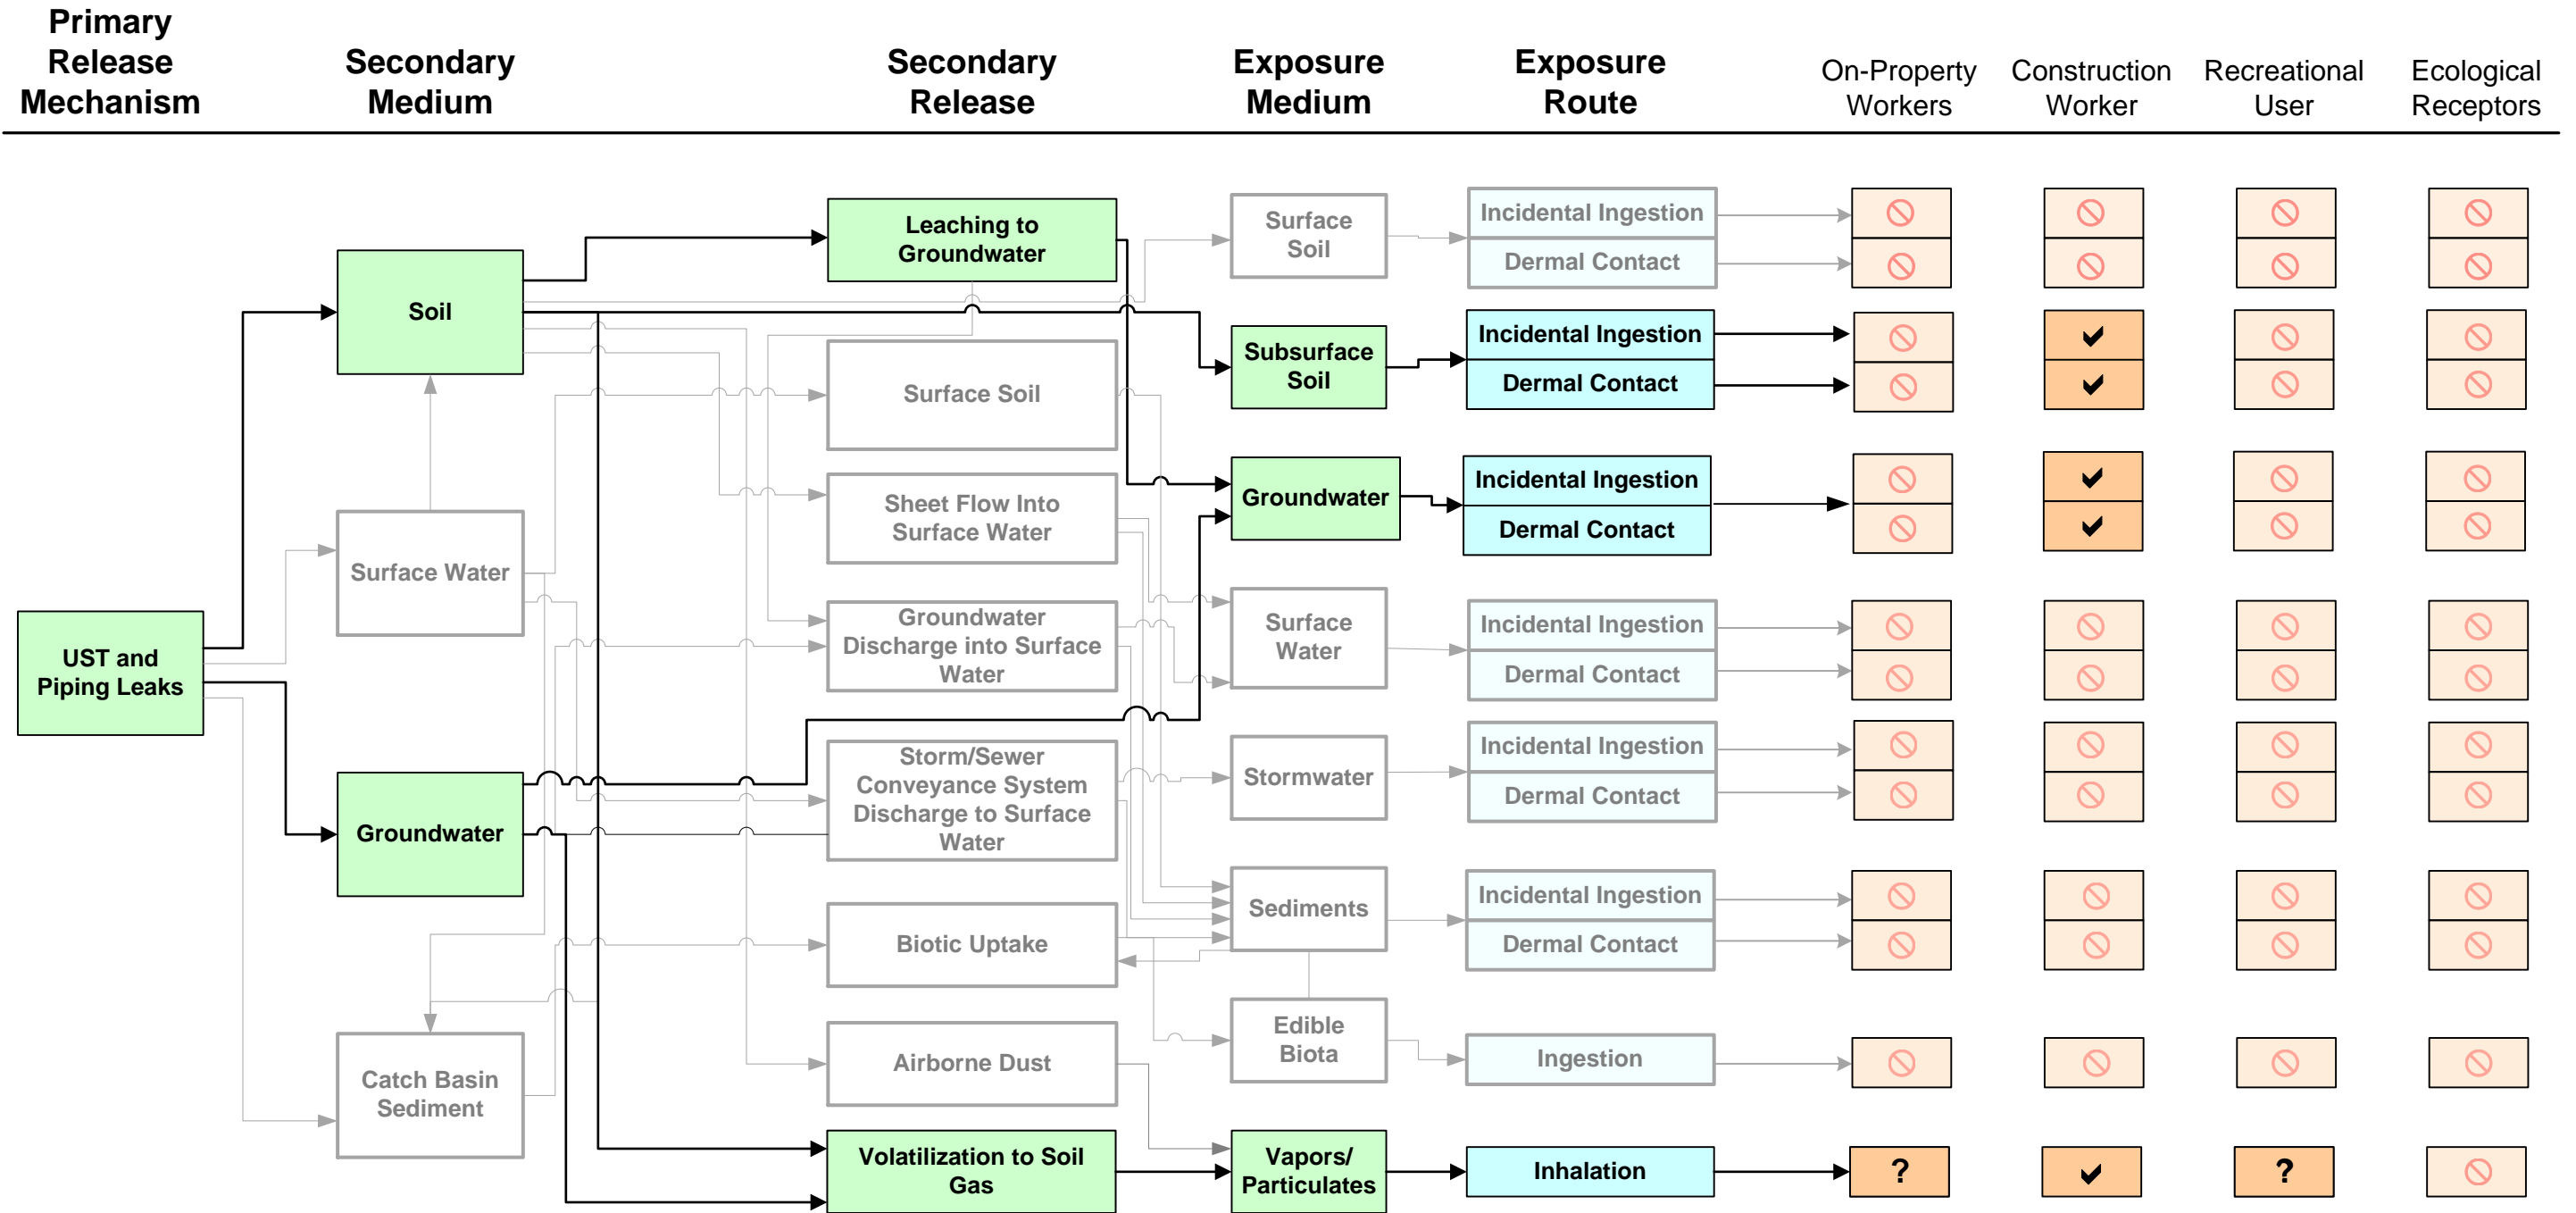 Primary
Release
Mechanism
Secondary
Medium
Secondary
Release
Exposure
Medium
Exposure
Route
On-Property
Workers
Construction
Worker
Recreational
User
Ecological
Receptors
UST and
Piping Leaks
Soil
Surface Water
Groundwater
Catch Basin
Sediment
Leaching to
Groundwater
Surface Soil
Sheet Flow Into
Surface Water
Groundwater
Discharge into Surface
Water
Storm/Sewer
Conveyance System
Discharge to Surface
Water
Biotic Uptake
Airborne Dust
Volatilization to Soil
Gas
Surface
Soil
Subsurface
Soil
Groundwater
Surface
Water
Stormwater
Sediments
Edible
Biota
Vapors/
Particulates
Incidental Ingestion
Dermal Contact
Incidental Ingestion
Dermal Contact
Incidental Ingestion
Dermal Contact
Incidental Ingestion
Dermal Contact
Incidental Ingestion
Dermal Contact
Incidental Ingestion
Dermal Contact
Ingestion
Inhalation
?
?